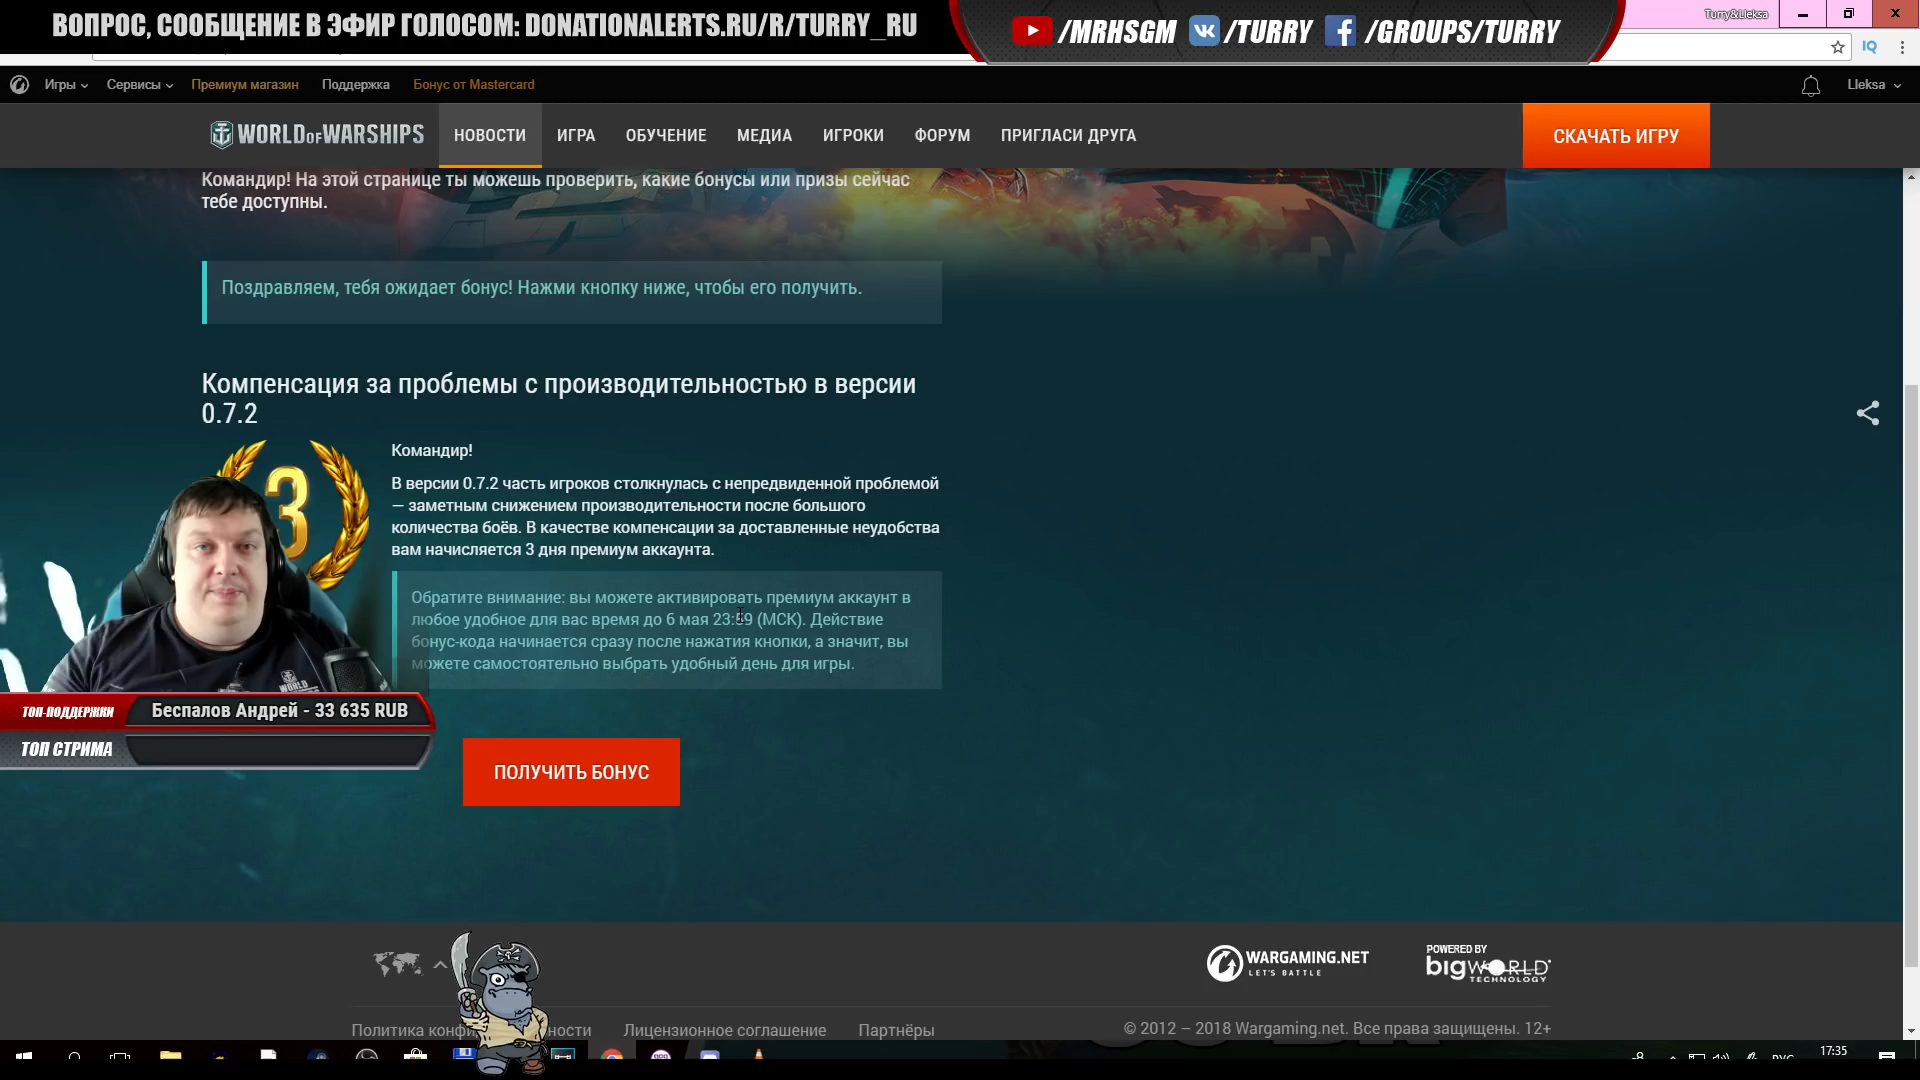 ВОПРОС, СООБЩЕНИЕ В ЭФИР ГОЛОСОМ: DONATIONALERTS.RU/R/TURRY_RU
/MRHSGM /TURRY /GROUPS/TURRY
Turry&Lleksa
Игры Сервисы Премиум магазин Поддержка Бонус от Mastercard
Lleksa
WORLD OF WARSHIPS НОВОСТИ ИГРА ОБУЧЕНИЕ МЕДИА ИГРОКИ ФОРУМ ПРИГЛАСИ ДРУГА СКАЧАТЬ ИГРУ
Командир! На этой странице ты можешь проверить, какие бонусы или призы сейчас
тебе доступны.
Поздравляем, тебя ожидает бонус! Нажми кнопку ниже, чтобы его получить.
Компенсация за проблемы с производительностью в версии
0.7.2
3
Командир!
В версии 0.7.2 часть игроков столкнулась с непредвиденной проблемой
— заметным снижением производительности после большого
количества боёв. В качестве компенсации за доставленные неудобства
вам начисляется 3 дня премиум аккаунта.
Обратите внимание: вы можете активировать премиум аккаунт в
любое удобное для вас время до 6 мая (МСК). Действие
бонус-кода начинается сразу после нажатия кнопки, а значит, вы
можете самостоятельно выбрать удобный день для игры.
ТОП-ПОДДЕРЖКИ Беспалов Андрей - 33 635 RUB
ТОП СТРИМА
ПОЛУЧИТЬ БОНУС
WARGAMING.NET
LET'S BATTLE
POWERED BY
BIGWORLD
TECHNOLOGY
Политика Лицензионное соглашение Партнёры
© 2012 – 2018 Wargaming.net. Все права защищены. 12+
РУС 17:35